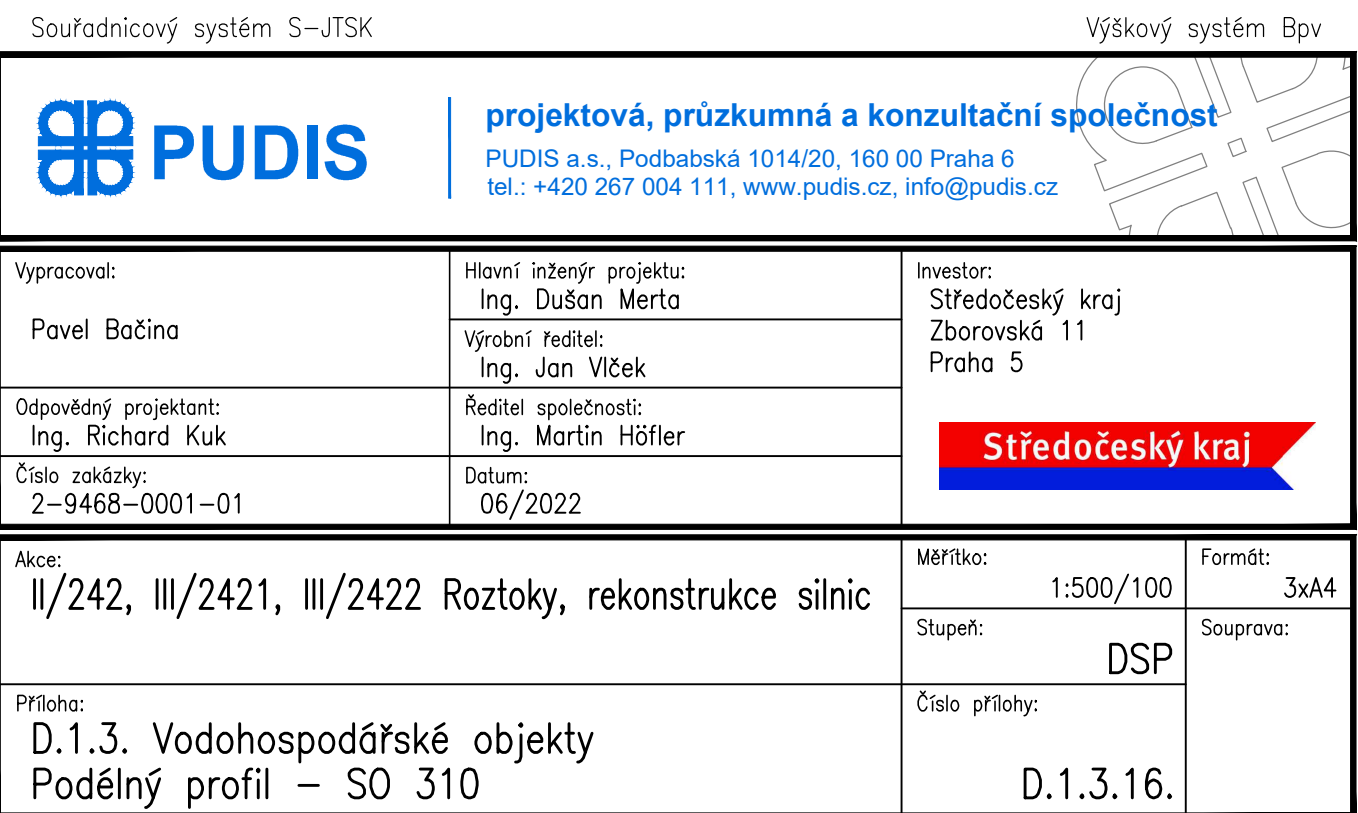 Souřadnicový systém S-JTSK
Výškový systém Bpv
PUDIS
projektová, průzkumná a konzultační společnost
PUDIS a.s., Podbabská 1014/20, 160 00 Praha 6
tel.: +420 267 004 111, www.pudis.cz, info@pudis.cz
Vypracoval:
Pavel Bačina
Hlavní inženýr projektu:
Ing. Dušan Merta
Výrobní ředitel:
Ing. Jan Vlček
Investor:
Středočeský kraj
Zborovská 11
Praha 5
Odpovědný projektant:
Ing. Richard Kuk
Ředitel společnosti:
Ing. Martin Höfler
Středočeský kraj
Číslo zakázky:
2-9468-0001-01
Datum:
06/2022
Akce:
II/242, III/2421, III/2422 Roztoky, rekonstrukce silnic
Měřítko:
1:500/100
Formát:
3xA4
Stupeň:
DSP
Souprava:
Příloha:
D.1.3. Vodohospodářské objekty
Podélný profil - SO 310
Číslo přílohy:
D.1.3.16.